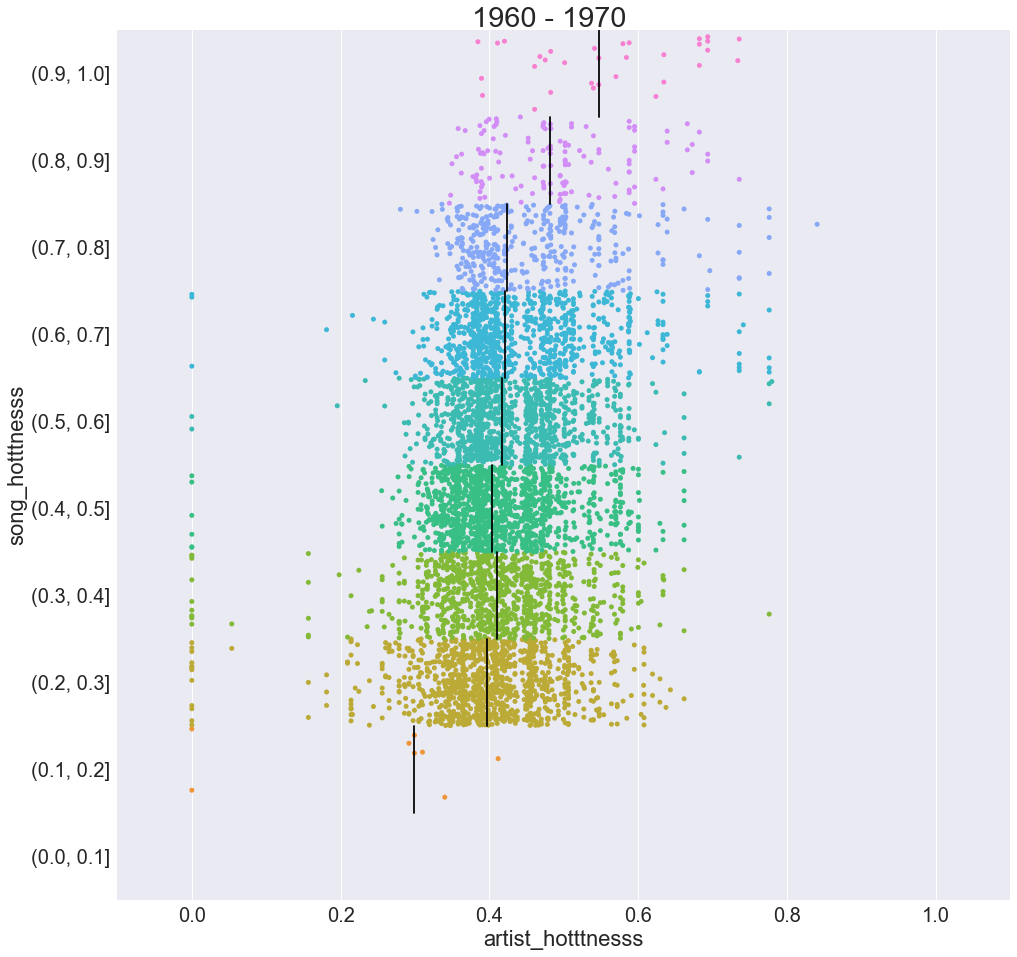 1960 - 1970
song_hotttnesss
(0.9, 1.0]
(0.8, 0.9]
(0.7, 0.8]
(0.6, 0.7]
(0.5, 0.6]
(0.4, 0.5]
(0.3, 0.4]
(0.2, 0.3]
(0.1, 0.2]
(0.0, 0.1]
0.0 0.2 0.4 0.6 0.8 1.0
artist_hotttnesss